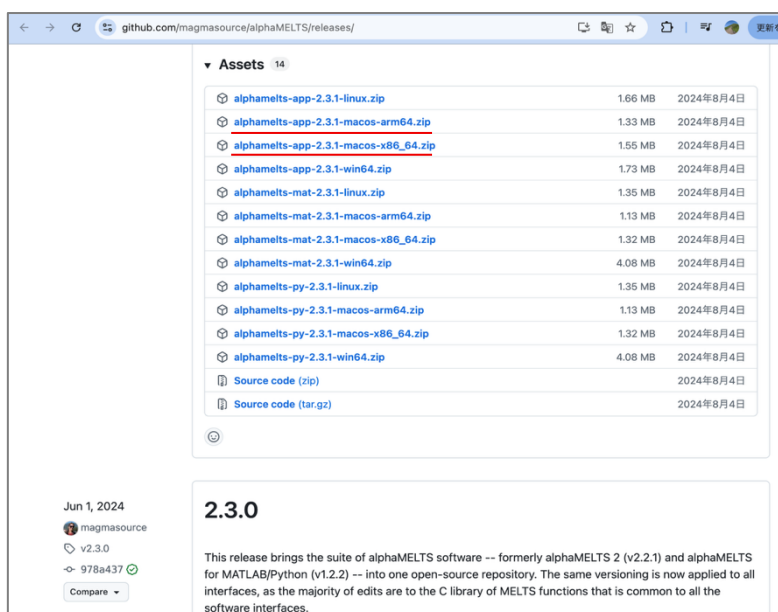 github.com/magmasource/alphaMELTS/releases/
更新
Assets 14
alphamelts-app-2.3.1-linux.zip 1.66 MB 2024年8月4日
alphamelts-app-2.3.1-macos-arm64.zip 1.33 MB 2024年8月4日
alphamelts-app-2.3.1-macos-x86_64.zip 1.55 MB 2024年8月4日
alphamelts-app-2.3.1-win64.zip 1.73 MB 2024年8月4日
alphamelts-mat-2.3.1-linux.zip 1.35 MB 2024年8月4日
alphamelts-mat-2.3.1-macos-arm64.zip 1.13 MB 2024年8月4日
alphamelts-mat-2.3.1-macos-x86_64.zip 1.32 MB 2024年8月4日
alphamelts-mat-2.3.1-win64.zip 4.08 MB 2024年8月4日
alphamelts-py-2.3.1-linux.zip 1.35 MB 2024年8月4日
alphamelts-py-2.3.1-macos-arm64.zip 1.13 MB 2024年8月4日
alphamelts-py-2.3.1-macos-x86_64.zip 1.32 MB 2024年8月4日
alphamelts-py-2.3.1-win64.zip 4.08 MB 2024年8月4日
Source code (zip) 2024年8月4日
Source code (tar.gz) 2024年8月4日
Jun 1, 2024
magmasource
v2.3.0
978a437
Compare
2.3.0
This release brings the suite of alphaMELTS software -- formerly alphaMELTS 2 (v2.2.1) and alphaMELTS
for MATLAB/Python (v1.2.2) -- into one open-source repository. The same versioning is now applied to all
interfaces, as the majority of edits are to the C library of MELTS functions that is common to all the
software interfaces.